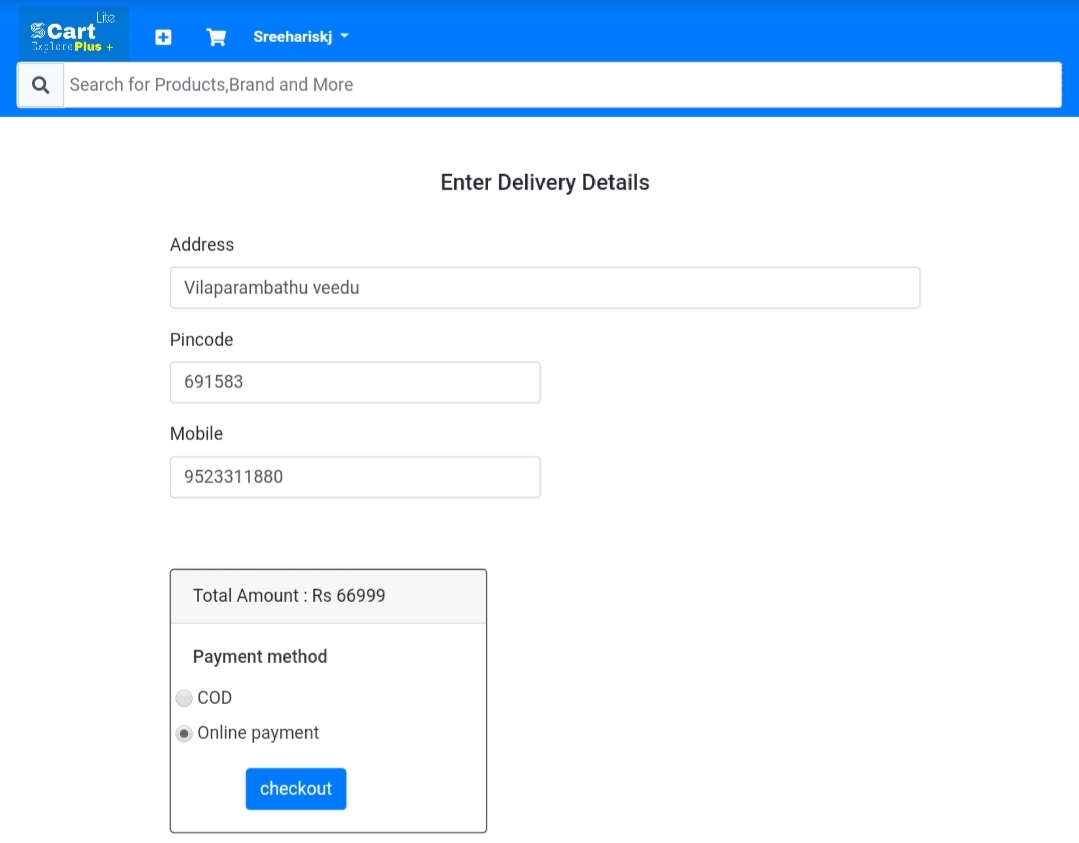 Lite
SCart
Explore Plus +
Sreehariskj
Search for Products,Brand and More
Enter Delivery Details
Address
Vilaparambathu veedu
Pincode
691583
Mobile
9523311880
Total Amount : Rs 66999
Payment method
COD
Online payment
checkout